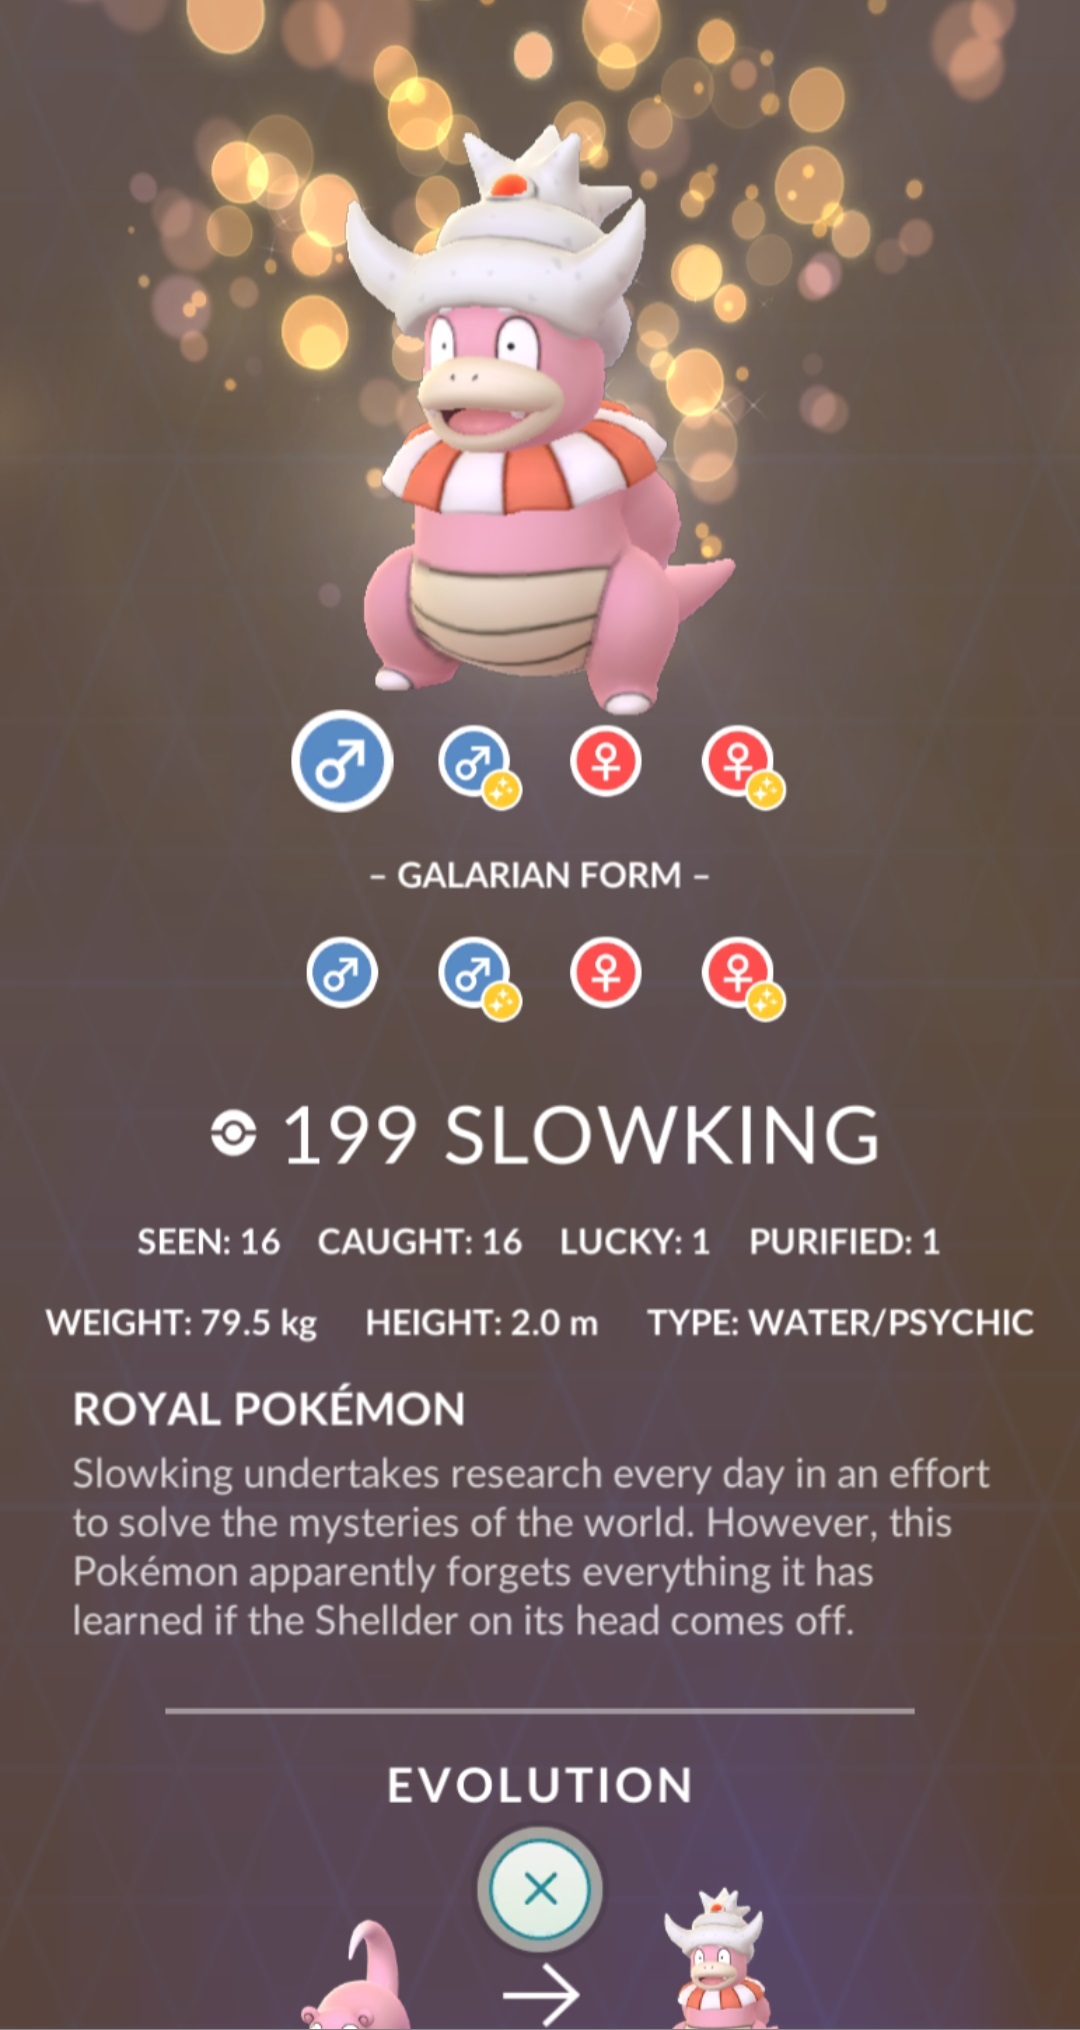 – GALARIAN FORM –
199 SLOWKING
SEEN: 16 CAUGHT: 16 LUCKY: 1 PURIFIED: 1
WEIGHT: 79.5 kg HEIGHT: 2.0 m TYPE: WATER/PSYCHIC
ROYAL POKÉMON
Slowking undertakes research every day in an effort
to solve the mysteries of the world. However, this
Pokémon apparently forgets everything it has
learned if the Shellder on its head comes off.
EVOLUTION